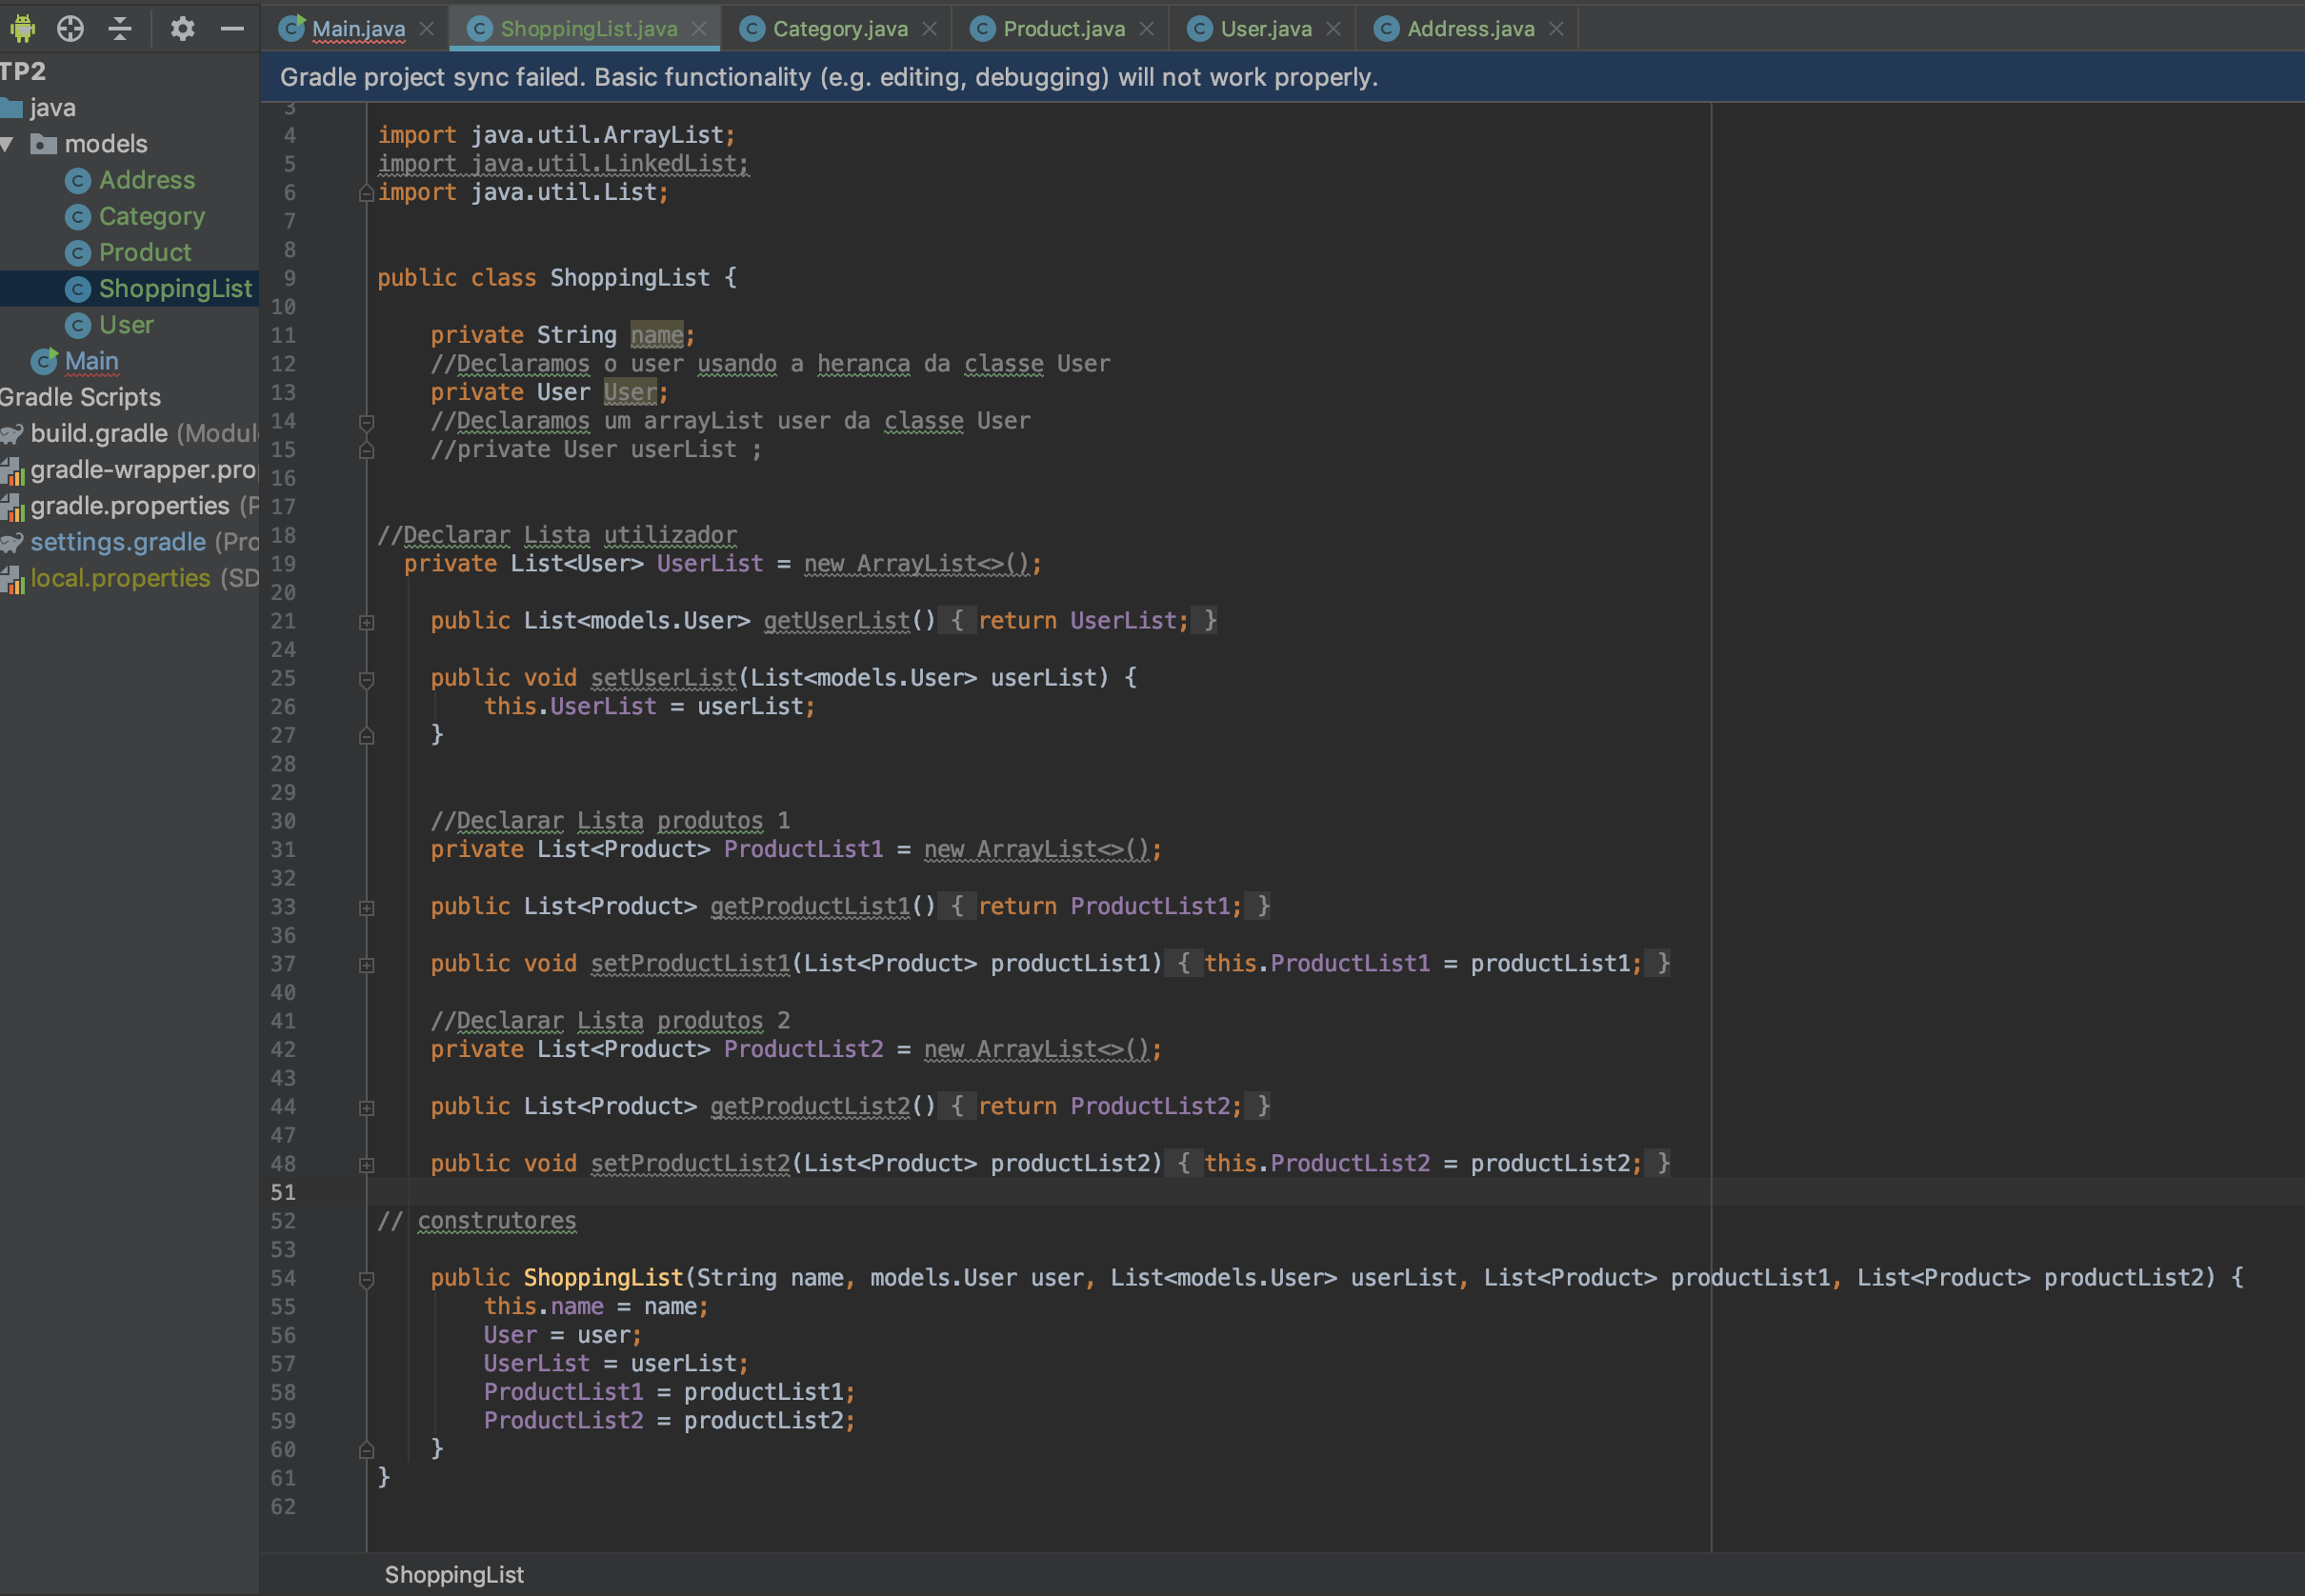 Main.java
ShoppingList.java
Category.java
Product.java
User.java
Address.java
TP2
java
models
Address
Category
Product
ShoppingList
User
Main
Gradle Scripts
build.gradle (Modul
gradle-wrapper.pro
gradle.properties (P
settings.gradle (Pro
local.properties (SD
Gradle project sync failed. Basic functionality (e.g. editing, debugging) will not work properly.
3
4 import java.util.ArrayList;
5 import java.util.LinkedList;
6 import java.util.List;
7
8
9 public class ShoppingList {
10
11 private String name;
12 //Declaramos o user usando a heranca da classe User
13 private User User;
14 //Declaramos um arrayList user da classe User
15 //private User userList ;
16
17
18 //Declarar Lista utilizador
19 private List<User> UserList = new ArrayList<>();
20
21 public List<models.User> getUserList() { return UserList; }
24
25 public void setUserList(List<models.User> userList) {
26 this.UserList = userList;
27 }
28
29
30 //Declarar Lista produtos 1
31 private List<Product> ProductList1 = new ArrayList<>();
32
33 public List<Product> getProductList1() { return ProductList1; }
36
37 public void setProductList1(List<Product> productList1) { this.ProductList1 = productList1; }
40
41 //Declarar Lista produtos 2
42 private List<Product> ProductList2 = new ArrayList<>();
43
44 public List<Product> getProductList2() { return ProductList2; }
47
48 public void setProductList2(List<Product> productList2) { this.ProductList2 = productList2; }
51
52 // construtores
53
54 public ShoppingList(String name, models.User user, List<models.User> userList, List<Product> productList1, List<Product> productList2) {
55 this.name = name;
56 User = user;
57 UserList = userList;
58 ProductList1 = productList1;
59 ProductList2 = productList2;
60 }
61 }
62
ShoppingList